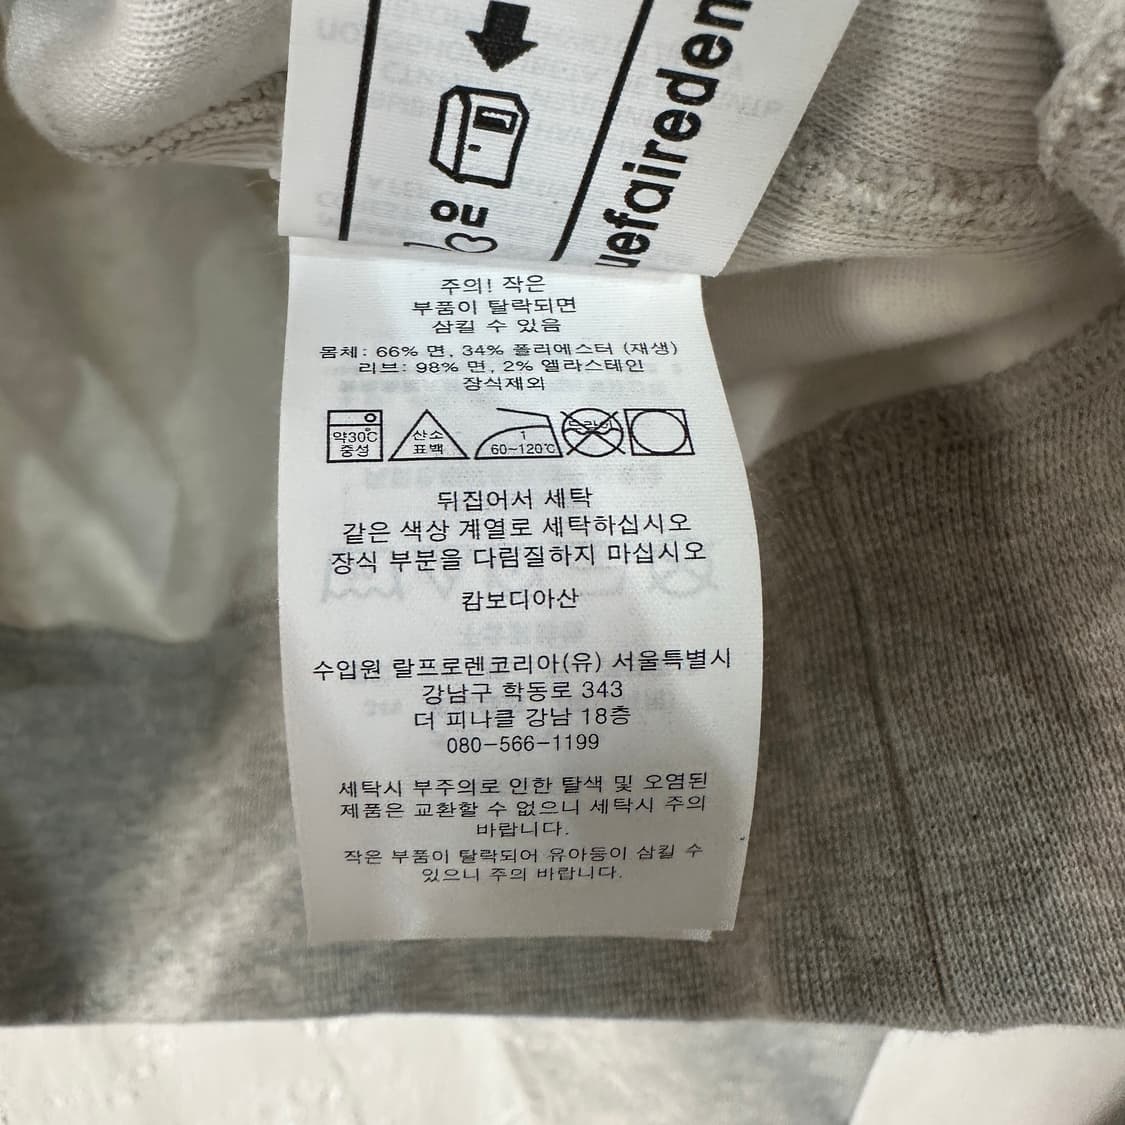 OU
uefaireden
주의! 작은
부품이 탈락되면
삼킬 수 있음
몸체: 66% 면, 34% 폴리에스터 (재생)
리브: 98% 면, 2% 엘라스테인
장식제외
약30℃
중성
산소
표백
1
60~120℃
뒤집어서 세탁
같은 색상 계열로 세탁하십시오
장식 부분을 다림질하지 마십시오
캄보디아산
수입원 랄프로렌코리아(유) 서울특별시
강남구 학동로 343
더 피나클 강남 18층
080-566-1199
세탁시 부주의로 인한 탈색 및 오염된
제품은 교환할 수 없으니 세탁시 주의
바랍니다.
작은 부품이 탈락되어 유아등이 삼킬 수
있으니 주의 바랍니다.